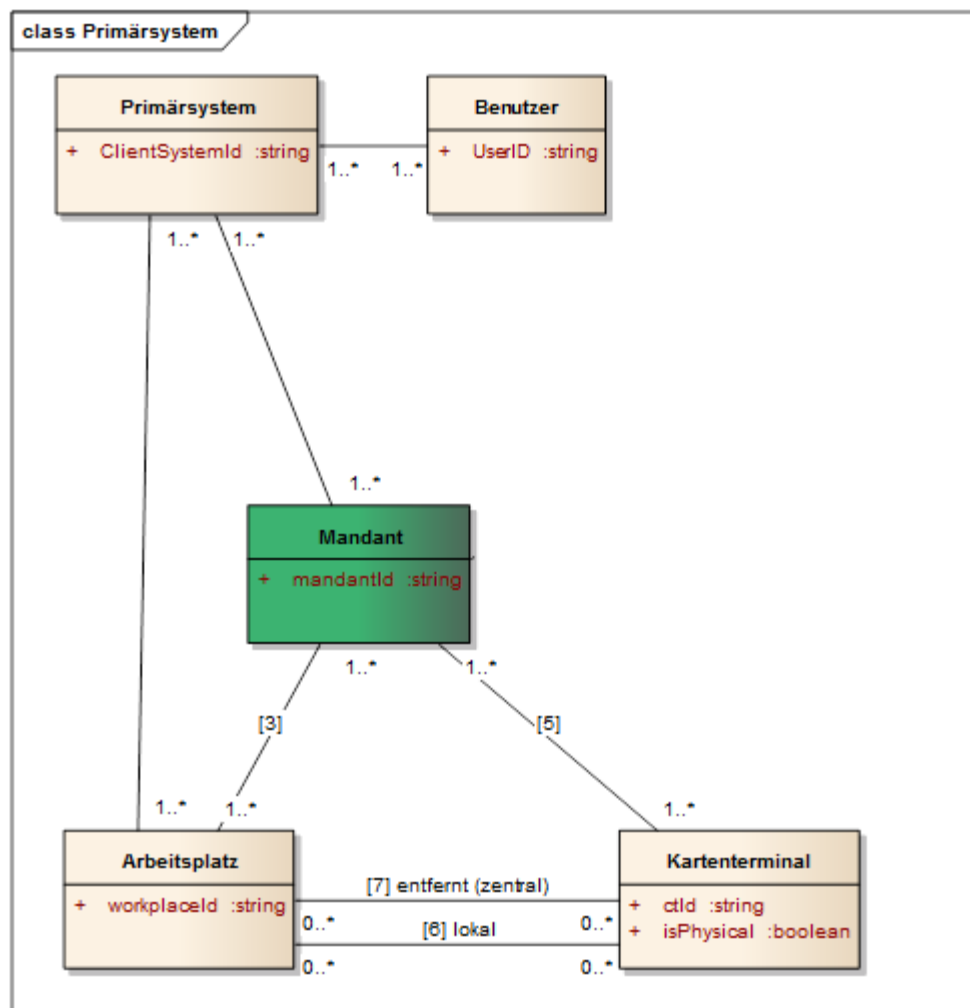 class Primärsystem
Primärsystem
+ ClientSystemId :string
Benutzer
+ UserID :string
1..*
1..*
1..*
1..*
1..*
Mandant
+ mandantId :string
1..*
1..*
[3]
[5]
1..*
1..*
1..*
Arbeitsplatz
+ workplaceId :string
Kartenterminal
+ ctId :string
+ isPhysical :boolean
[7] entfernt (zentral)
0..*
0..*
[6] lokal
0..*
0..*